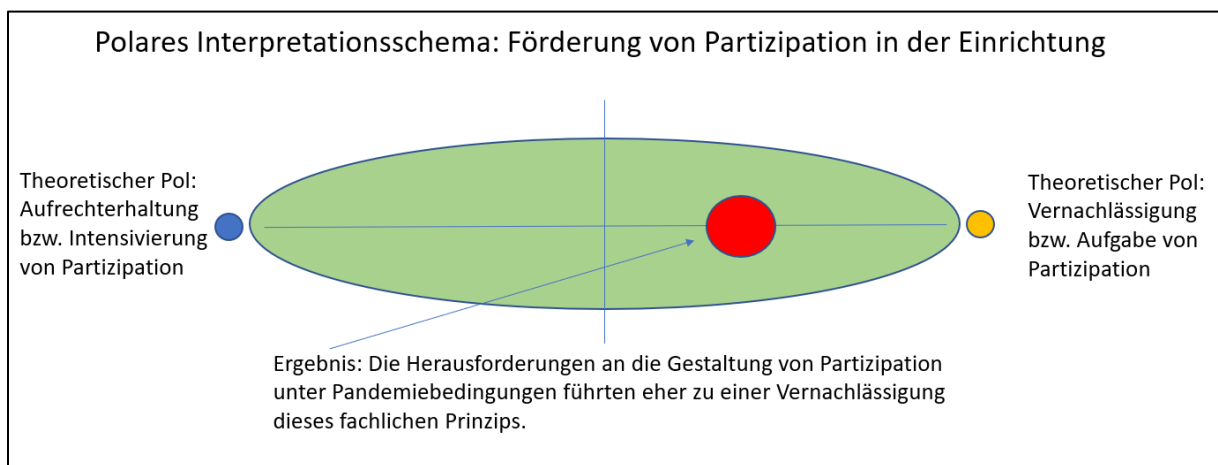 Polares Interpretationsschema: Förderung von Partizipation in der Einrichtung
Theoretischer Pol:
Aufrechterhaltung
bzw. Intensivierung
von Partizipation
Theoretischer Pol:
Vernachlässigung
bzw. Aufgabe von
Partizipation
Ergebnis: Die Herausforderungen an die Gestaltung von Partizipation
unter Pandemiebedingungen führten eher zu einer Vernachlässigung
dieses fachlichen Prinzips.